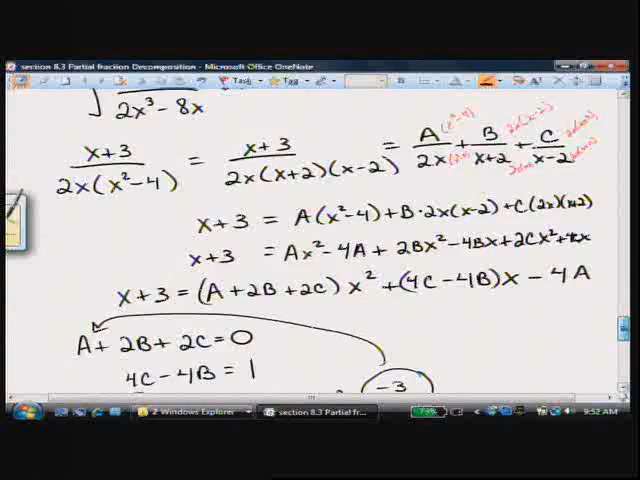 section 8.3 Partial fraction Decomposition - Microsoft Office OneNote
Task Tag
∫
2x³ - 8x
x+3 / 2x(x²-4) = x+3 / 2x(x+2)(x-2) = A / 2x + B / x+2 + C / x-2
x+3 = A(x²-4) + B·2x(x-2) + C(2x)(x+2)
x+3 = Ax² - 4A + 2Bx² - 4Bx + 2Cx² + 4Cx
x+3 = (A+2B+2C)x² + (4C-4B)x - 4A
A + 2B + 2C = 0
4C - 4B = 1
-3
2 Windows Explorer section 8.3 Partial fr... 73% 9:52 AM